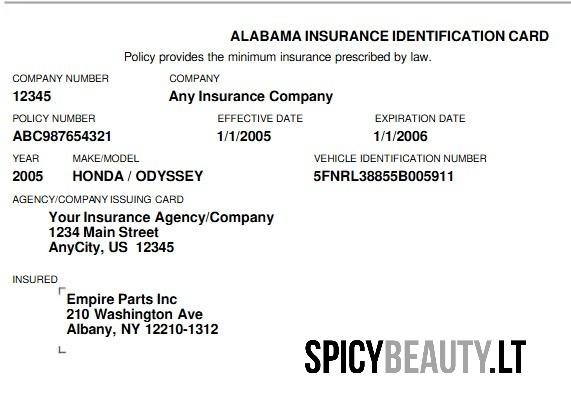 ALABAMA INSURANCE IDENTIFICATION CARD
Policy provides the minimum insurance prescribed by law.
COMPANY NUMBER COMPANY
12345 Any Insurance Company
POLICY NUMBER EFFECTIVE DATE EXPIRATION DATE
ABC987654321 1/1/2005 1/1/2006
YEAR MAKE/MODEL VEHICLE IDENTIFICATION NUMBER
2005 HONDA / ODYSSEY 5FNRL38855B005911
AGENCY/COMPANY ISSUING CARD
Your Insurance Agency/Company
1234 Main Street
AnyCity, US 12345
INSURED
Empire Parts Inc
210 Washington Ave
Albany, NY 12210-1312
SPICYBEAUTY.LT